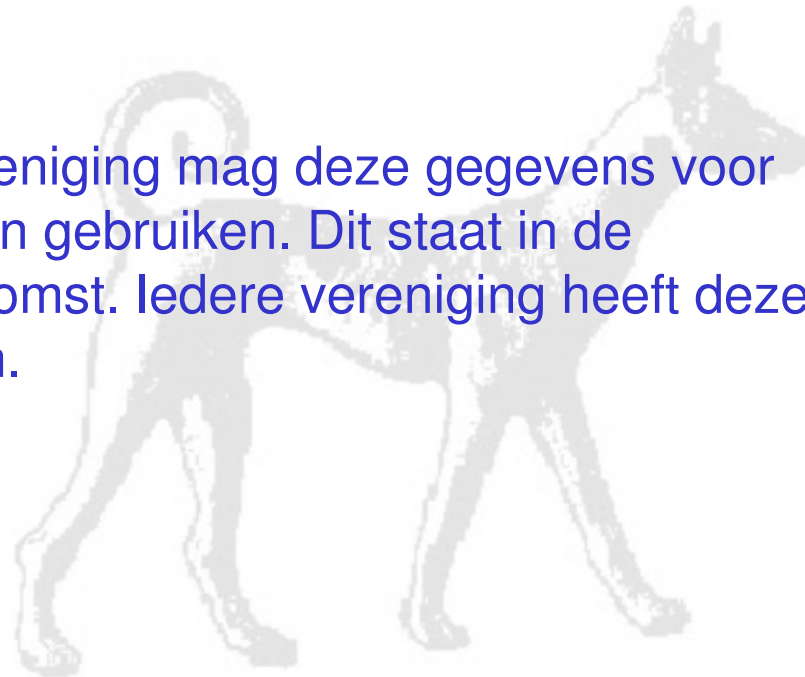 eniging mag deze gegevens voor
n gebruiken. Dit staat in de
omst. Iedere vereniging heeft deze
n.